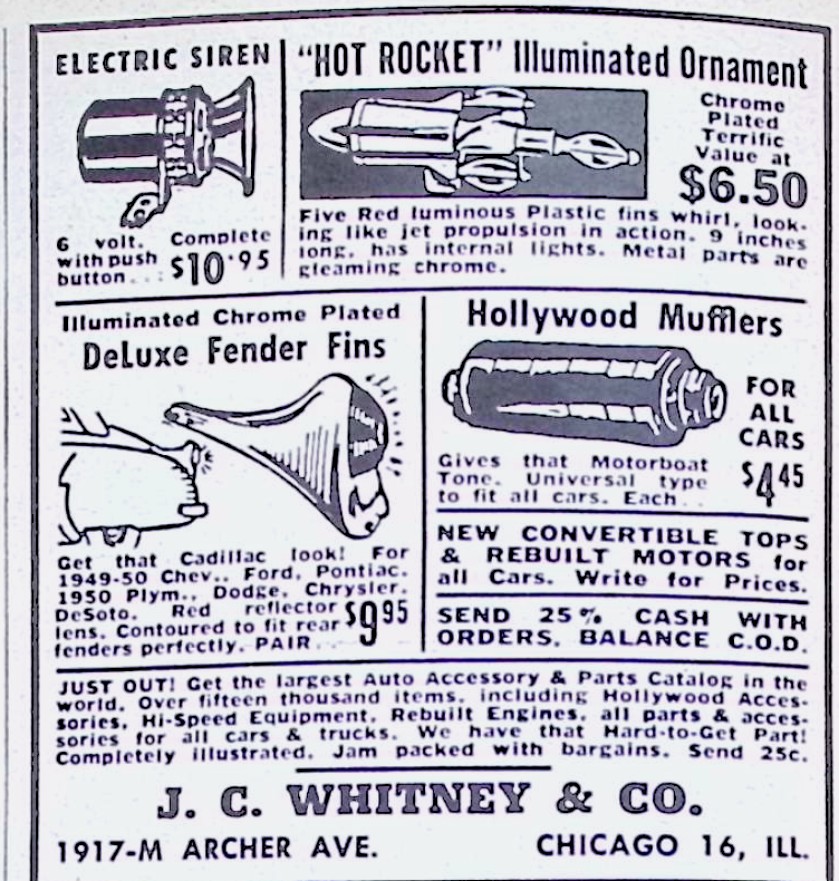 ELECTRIC SIREN
6 volt. Complete
with push
button... $10.95
"HOT ROCKET" Illuminated Ornament
Chrome
Plated
Terrific
Value at
$6.50
Five Red luminous Plastic fins whirl, look-
ing like jet propulsion in action. 9 inches
long, has internal lights. Metal parts are
gleaming chrome.
Illuminated Chrome Plated
DeLuxe Fender Fins
Get that Cadillac look! For
1949-50 Chev., Ford, Pontiac.
1950 Plym., Dodge, Chrysler.
DeSoto. Red reflector
lens. Contoured to fit rear
fenders perfectly. PAIR...
$9 95
Hollywood Mufflers
FOR
ALL
CARS
$4 45
Gives that Motorboat
Tone. Universal type
to fit all cars. Each...
NEW CONVERTIBLE TOPS
& REBUILT MOTORS for
all Cars. Write for Prices.
SEND 25% CASH WITH
ORDERS, BALANCE C.O.D.
JUST OUT! Get the largest Auto Accessory & Parts Catalog in the
world. Over fifteen thousand items, including Hollywood Acces-
sories, Hi-Speed Equipment, Rebuilt Engines, all parts & acces-
sories for all cars & trucks. We have that Hard-to-Get Part!
Completely illustrated. Jam packed with bargains. Send 25c.
J. C. WHITNEY & CO.
1917-M ARCHER AVE. CHICAGO 16, ILL.